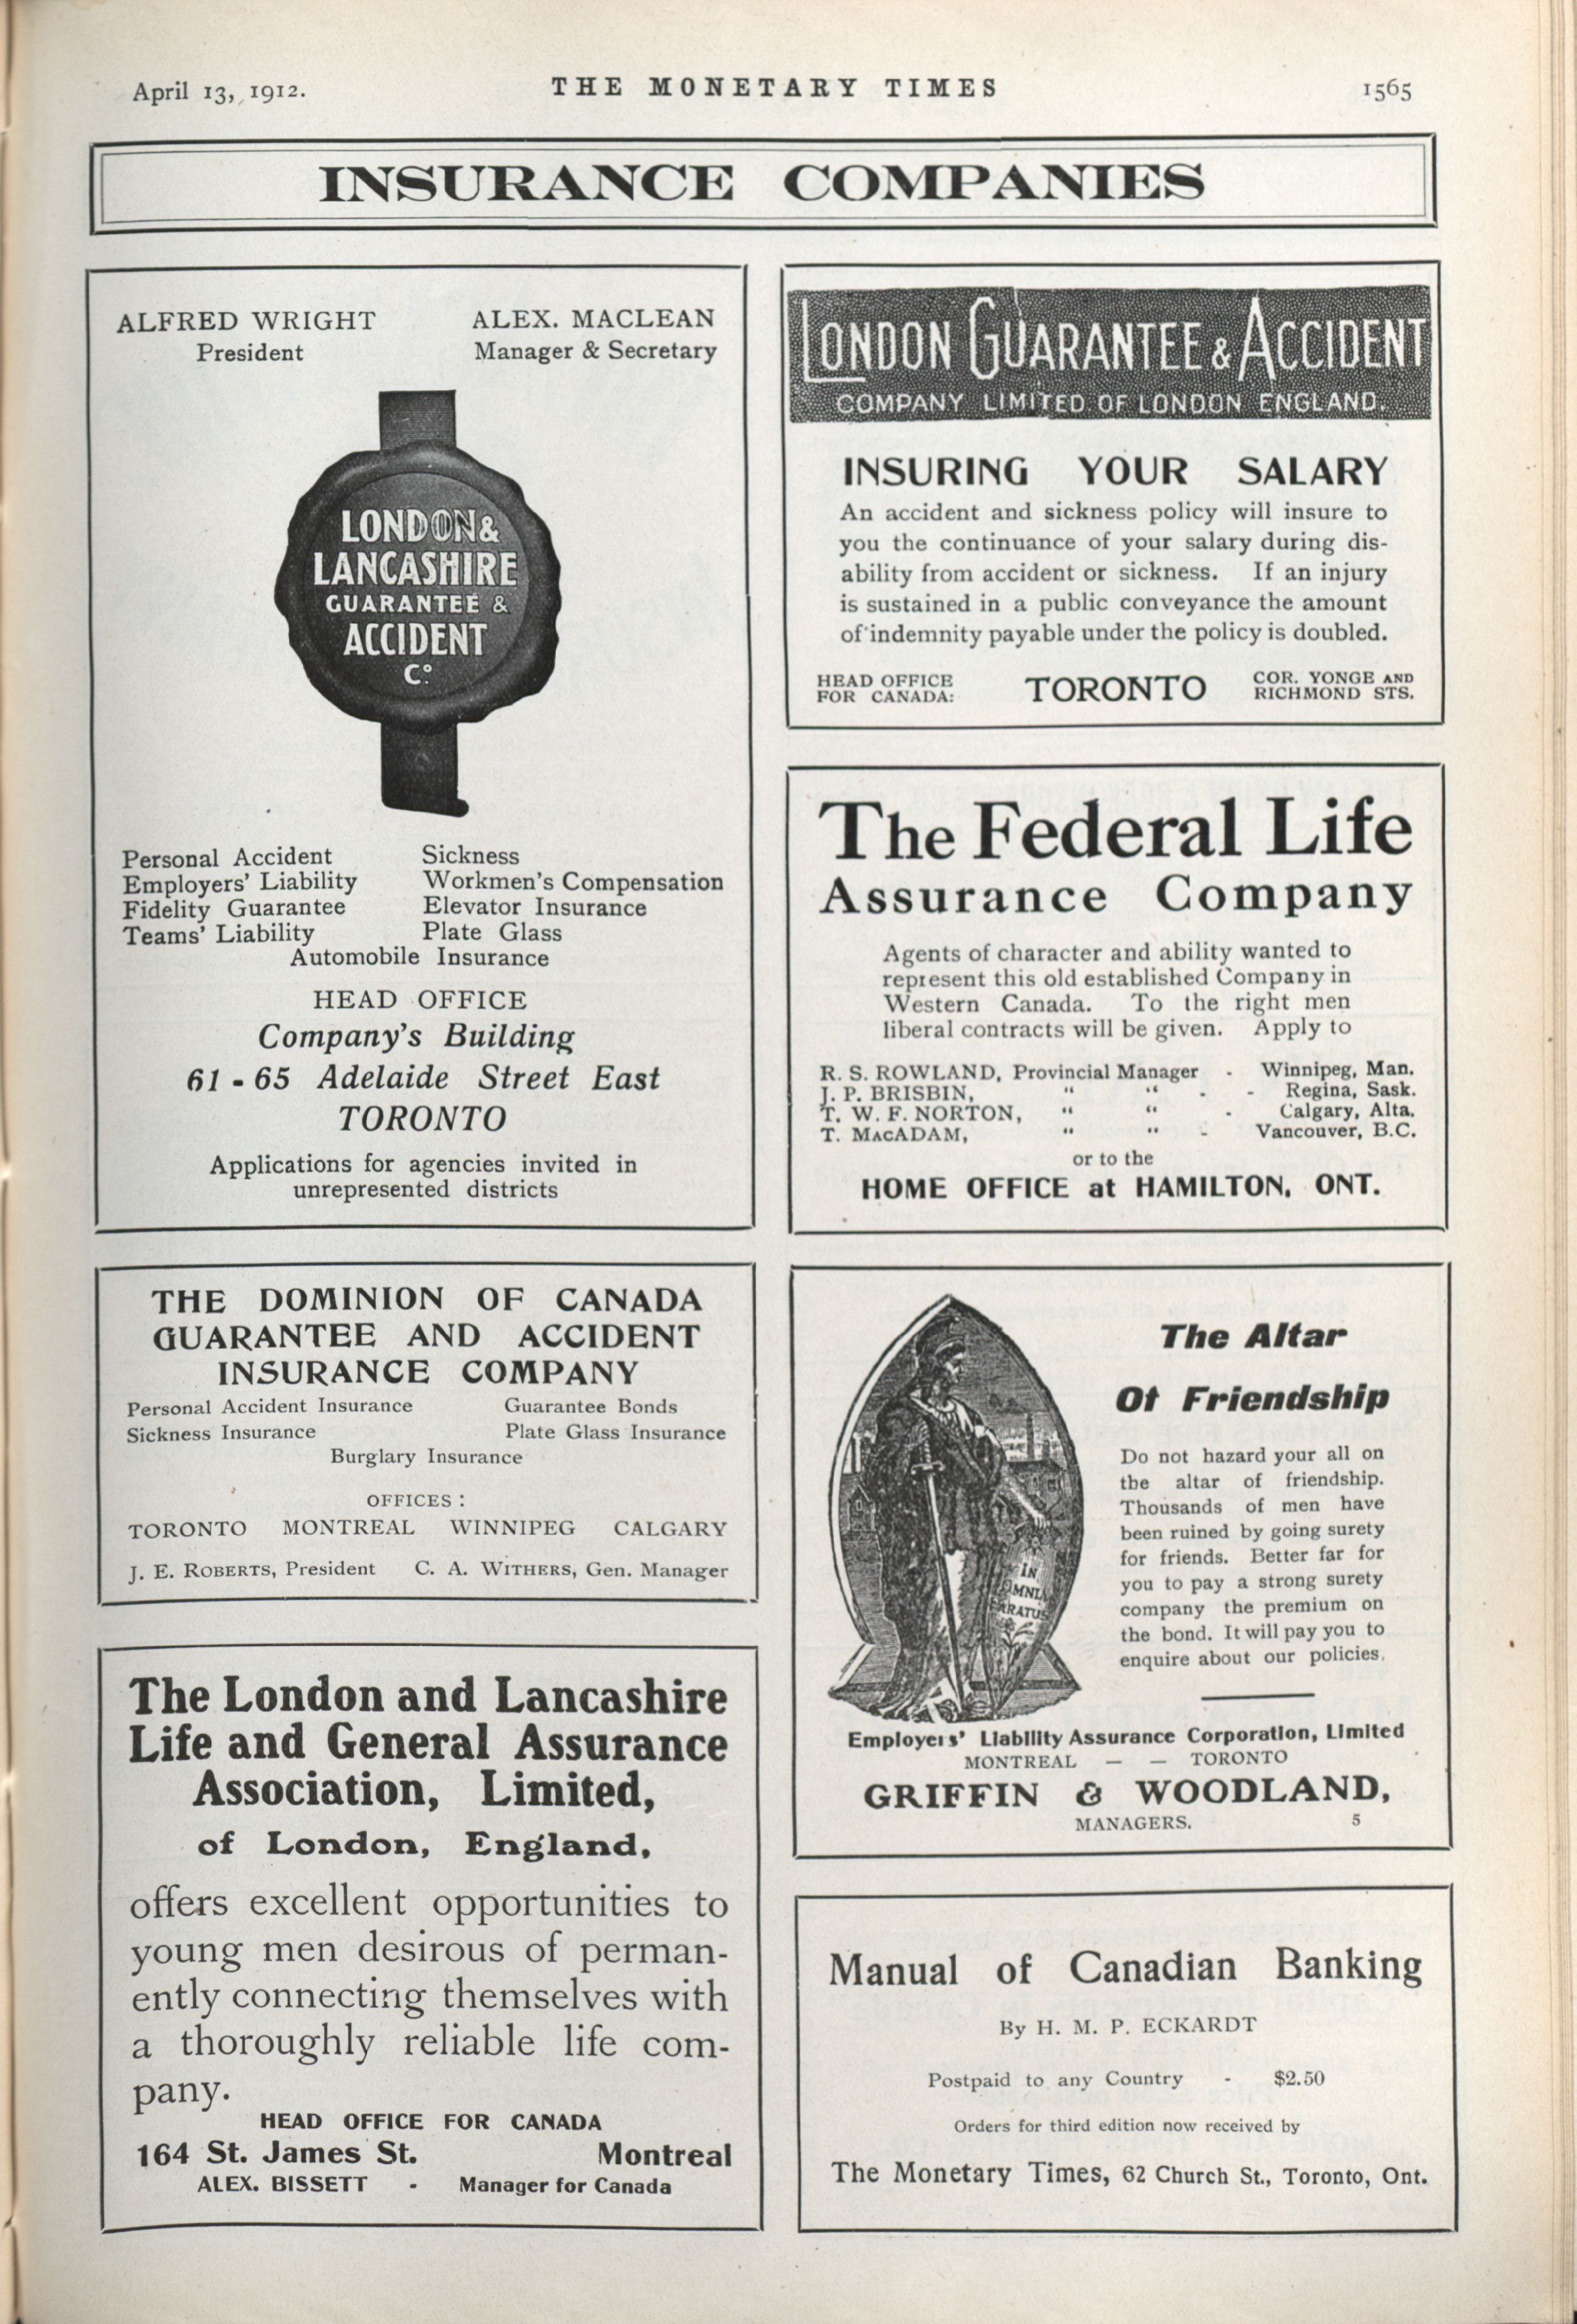 April 13, 1912.
THE MONETARY TIMES
1565
INSURANCE COMPANIES
ALFRED WRIGHT
President
ALEX. MACLEAN
Manager & Secretary
LONDON &
LANCASHIRE
GUARANTEE &
ACCIDENT
Cº.
Personal Accident Sickness
Employers' Liability Workmen's Compensation
Fidelity Guarantee Elevator Insurance
Teams' Liability Plate Glass
Automobile Insurance
HEAD OFFICE
Company's Building
61 - 65 Adelaide Street East
TORONTO
Applications for agencies invited in
unrepresented districts
THE DOMINION OF CANADA
GUARANTEE AND ACCIDENT
INSURANCE COMPANY
Personal Accident Insurance Guarantee Bonds
Sickness Insurance Plate Glass Insurance
Burglary Insurance
OFFICES :
TORONTO MONTREAL WINNIPEG CALGARY
J. E. ROBERTS, President C. A. WITHERS, Gen. Manager
The London and Lancashire
Life and General Assurance
Association, Limited,
of London, England,
offers excellent opportunities to
young men desirous of perman-
ently connecting themselves with
a thoroughly reliable life com-
pany.
HEAD OFFICE FOR CANADA
164 St. James St. Montreal
ALEX. BISSETT - Manager for Canada
LONDON GUARANTEE & ACCIDENT
COMPANY LIMITED OF LONDON ENGLAND.
INSURING YOUR SALARY
An accident and sickness policy will insure to
you the continuance of your salary during dis-
ability from accident or sickness. If an injury
is sustained in a public conveyance the amount
of indemnity payable under the policy is doubled.
HEAD OFFICE
FOR CANADA:
TORONTO
COR. YONGE AND
RICHMOND STS.
The Federal Life
Assurance Company
Agents of character and ability wanted to
represent this old established Company in
Western Canada. To the right men
liberal contracts will be given. Apply to
R. S. ROWLAND, Provincial Manager - Winnipeg, Man.
J. P. BRISBIN, " " - - Regina, Sask.
T. W. F. NORTON, " " - Calgary, Alta.
T. MACADAM, " " - Vancouver, B.C.
or to the
HOME OFFICE at HAMILTON, ONT.
The Altar
Of Friendship
Do not hazard your all on
the altar of friendship.
Thousands of men have
been ruined by going surety
for friends. Better far for
you to pay a strong surety
company the premium on
the bond. It will pay you to
enquire about our policies.
IN
OMNIA
PARATUS
Employers' Liability Assurance Corporation, Limited
MONTREAL — — TORONTO
GRIFFIN & WOODLAND,
MANAGERS. 5
Manual of Canadian Banking
By H. M. P. ECKARDT
Postpaid to any Country - $2.50
Orders for third edition now received by
The Monetary Times, 62 Church St., Toronto, Ont.